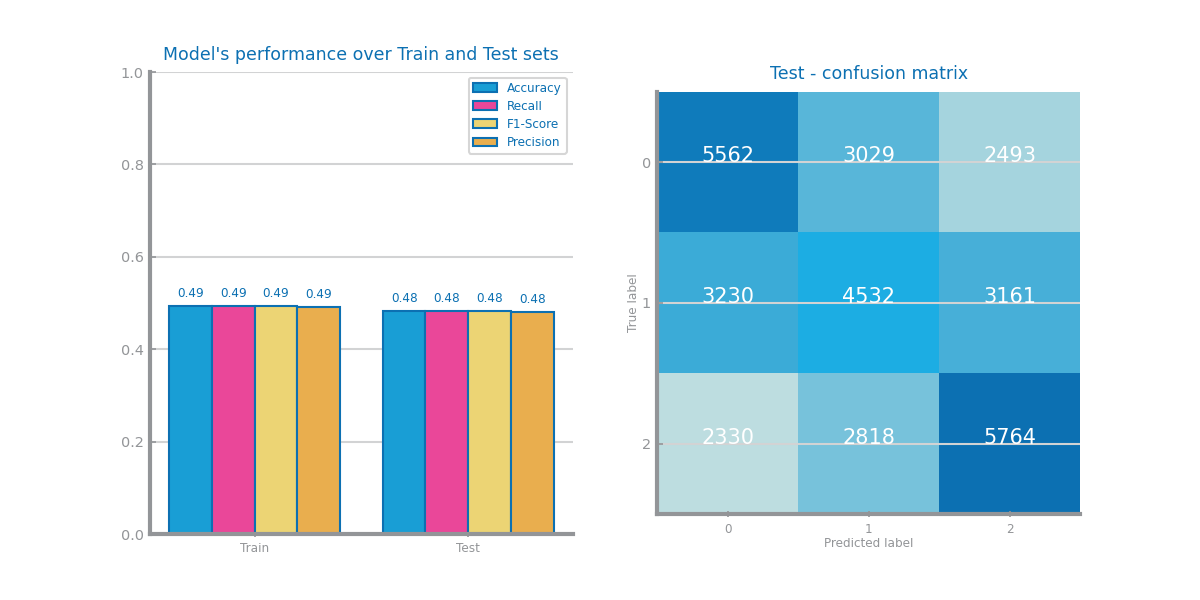 Model's performance over Train and Test sets
1.0
0.8
0.6
0.4
0.2
0.0
Accuracy
Recall
F1-Score
Precision
0.49 0.49 0.49 0.49
0.48 0.48 0.48 0.48
Train Test
Test - confusion matrix
True label
0
1
2
5562 3029 2493
3230 4532 3161
2330 2818 5764
0 1 2
Predicted label